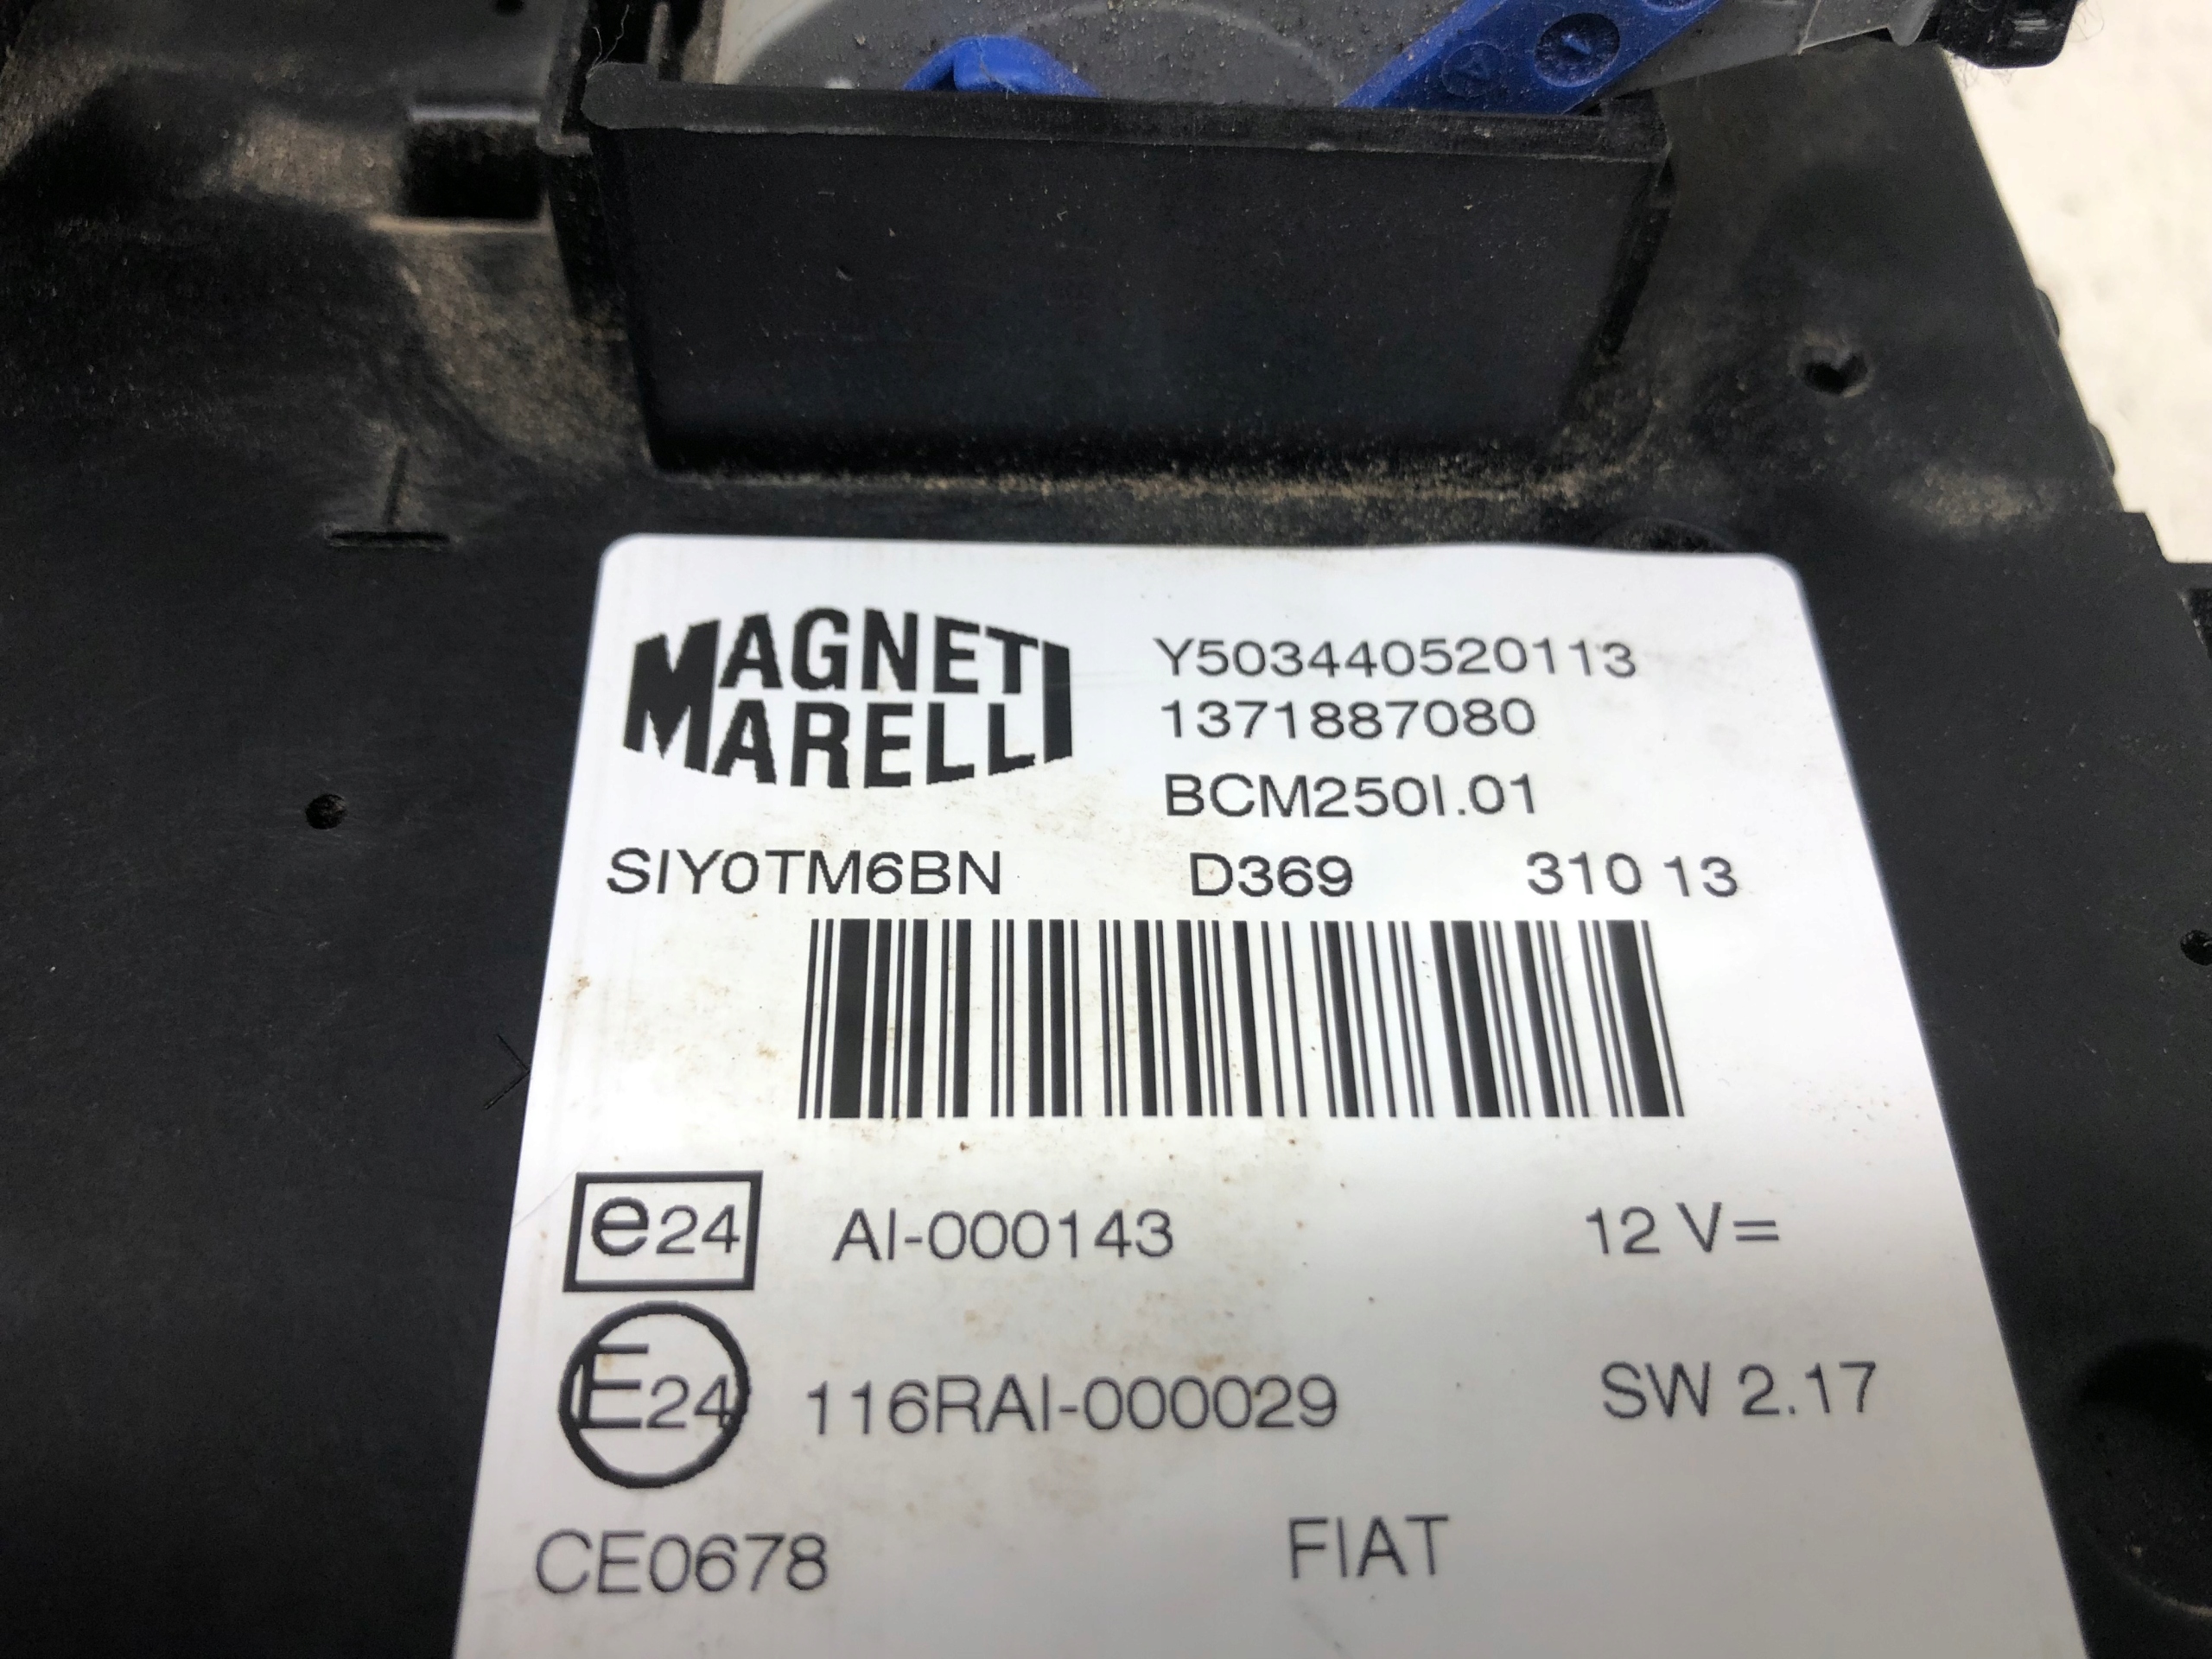 MAGNETI
MARELLI
Y503440520113
1371887080
BCM250I.01
SIY0TM6BN D369 310 13
e24 AI-000143 12 V=
E24 116RAI-000029 SW 2.17
CE0678 FIAT